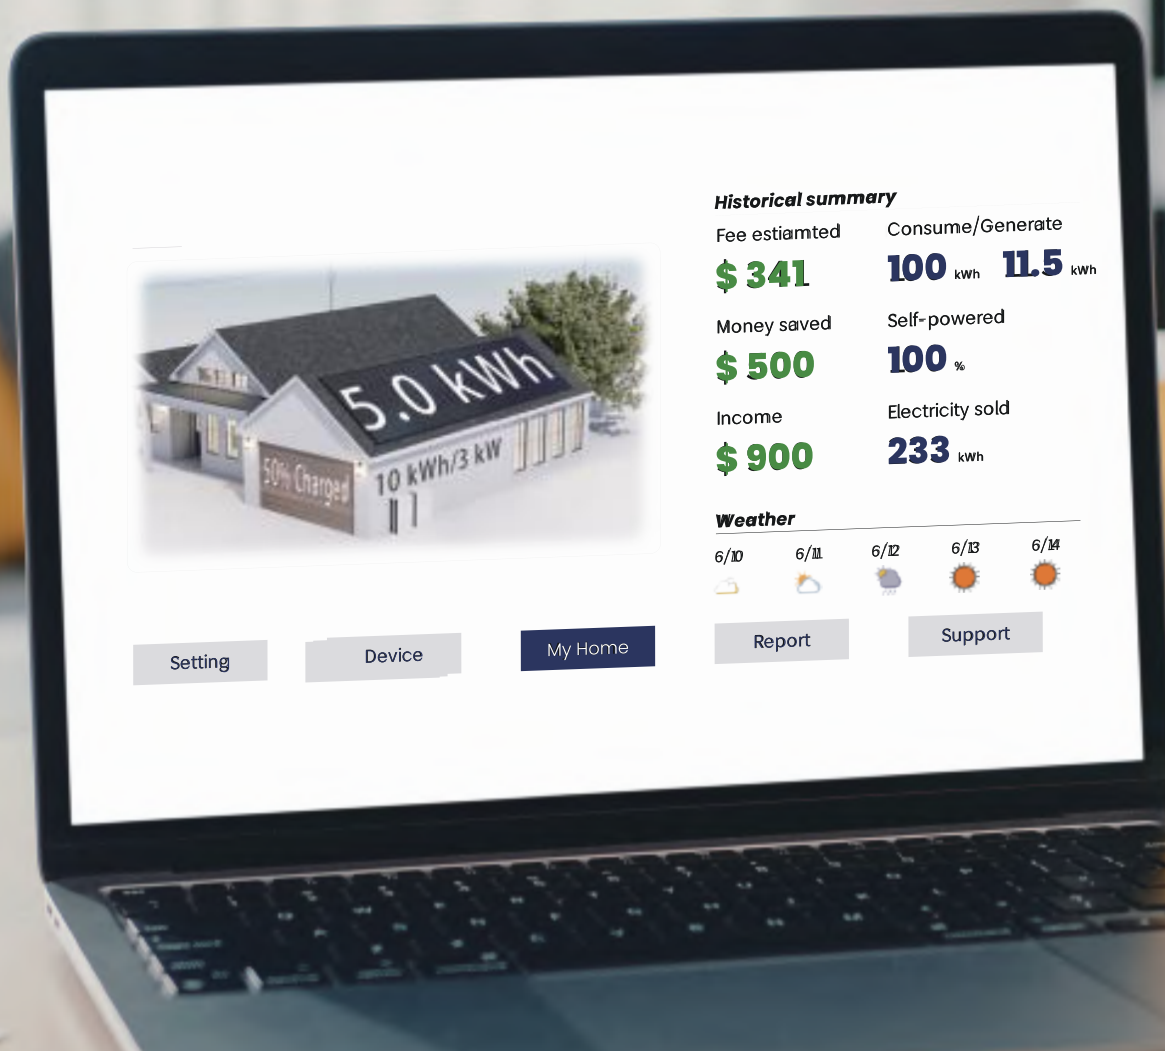 Historical summary
Fee estiamted
Consume/Generate
$ 341
100 kWh 11.5 kWh
Money saved
Self-powered
$ 500
100 %
Income
Electricity sold
$ 900
233 kWh
5.0 kWh
10 kWh/3 kW
50% Charged
Weather
6/10 6/11 6/12 6/13 6/14
Setting Device My Home Report Support